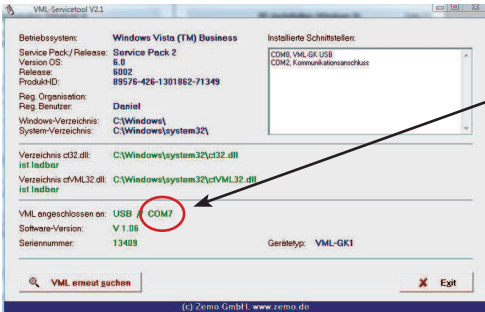 VML-Servicetool V2.1
Betriebssystem: Windows Vista (TM) Business
Installierte Schnittstellen:
Service Pack:/ Release: Service Pack 2
Version OS: 6.0
Release: 6002
Produkt-ID: 89576-426-1301862-71349
COM8, VML-GK USB
COM2, Kommunikationsanschluss
Reg. Organisation:
Reg. Benutzer: Daniel
Windows-Verzeichnis: C:\Windows\
System-Verzeichnis: C:\Windows\system32\
Verzeichnis ct32.dll: C:\Windows\system32\ct32.dll
ist ladbar
Verzeichnis ctVML32.dll: C:\Windows\system32\ctVML32.dll
ist ladbar
VML angeschlossen an: USB / COM7
Software-Version: V 1.06
Seriennummer: 13409
Gerätetyp: VML-GK1
VML erneut suchen
Exit
(c) Zemo GmbH, www.zemo.de